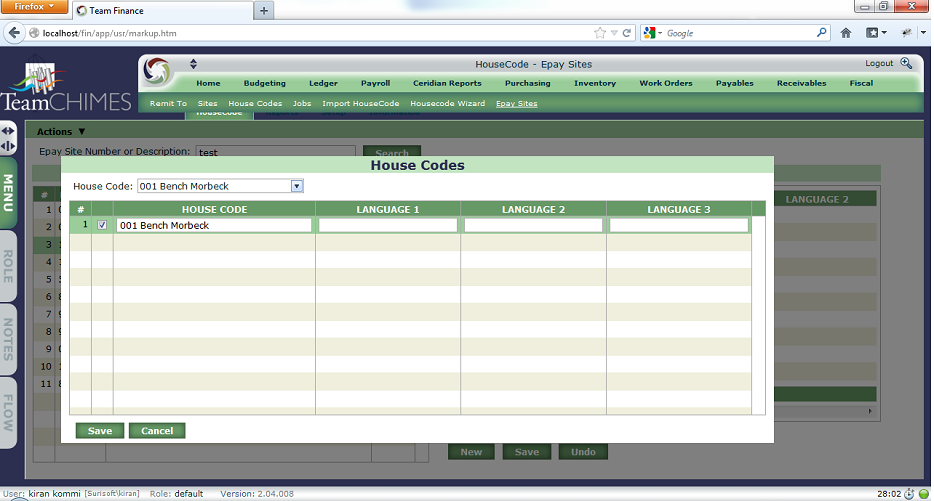 Firefox
Team Finance
localhost/fin/app/usr/markup.htm
Google
TeamCHIMES
HouseCode - Epay Sites
Logout
Home Budgeting Ledger Payroll Ceridian Reports Purchasing Inventory Work Orders Payables Receivables Fiscal
Remit To Sites House Codes Jobs Import HouseCode Housecode Wizard Epay Sites
HouseCode
Actions ▼
Epay Site Number or Description: test Search
House Codes
House Code: 001 Bench Morbeck
# HOUSE CODE LANGUAGE 1 LANGUAGE 2 LANGUAGE 3
1 001 Bench Morbeck
Save Cancel
# LANGUAGE 2
1
2
3
4
5
6
7
8
9
10
11
New Save Undo
MENU
ROLE
NOTES
FLOW
User: kiran kommi [Surisoft\kiran] Role: default Version: 2.04.008 28:02